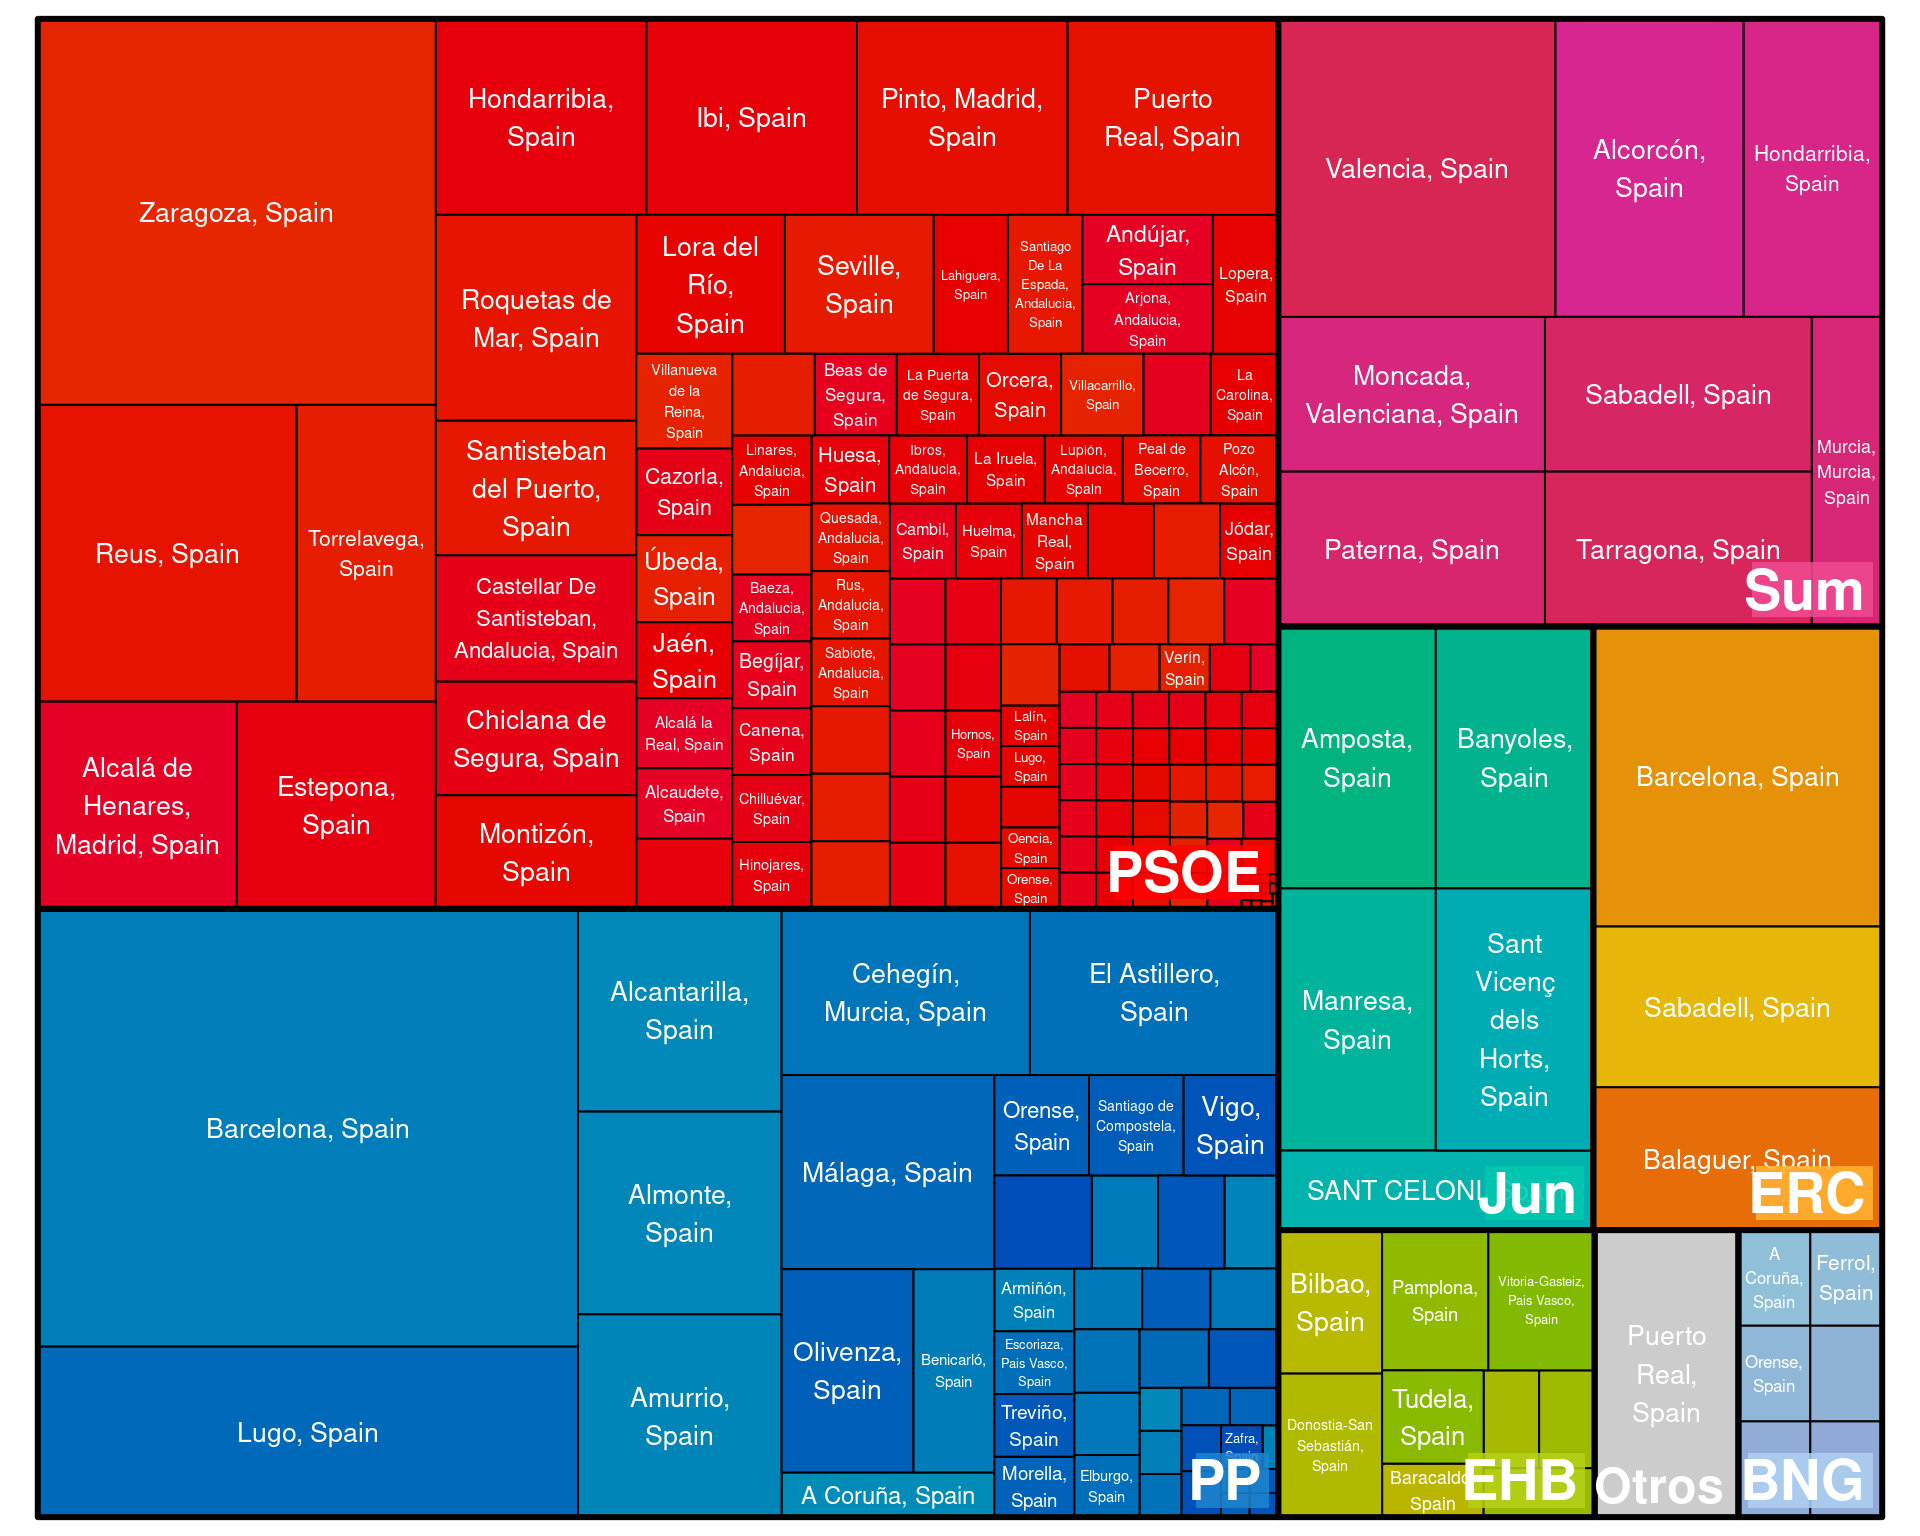 Zaragoza, Spain
Hondarribia,
Spain
Ibi, Spain
Pinto, Madrid,
Spain
Puerto
Real, Spain
Reus, Spain
Torrelavega,
Spain
Alcalá de
Henares,
Madrid, Spain
Estepona,
Spain
Roquetas de
Mar, Spain
Santisteban
del Puerto,
Spain
Castellar De
Santisteban,
Andalucia, Spain
Chiclana de
Segura, Spain
Montizón,
Spain
Lora del
Río,
Spain
Seville,
Spain
Lahiguera,
Spain
Santiago
De La
Espada,
Andalucia,
Spain
Andújar,
Spain
Arjona,
Andalucia,
Spain
Lopera,
Spain
Villanueva
de la
Reina,
Spain
Cazorla,
Spain
Úbeda,
Spain
Jaén,
Spain
Alcalá la
Real, Spain
Alcaudete,
Spain
Beas de
Segura,
Spain
La Puerta
de Segura,
Spain
Orcera,
Spain
Villacarrillo,
Spain
La
Carolina,
Spain
Linares,
Andalucia,
Spain
Baeza,
Andalucia,
Spain
Begíjar,
Spain
Canena,
Spain
Chilluévar,
Spain
Hinojares,
Spain
Huesa,
Spain
Ibros,
Andalucia,
Spain
La Iruela,
Spain
Lupión,
Andalucia,
Spain
Peal de
Becerro,
Spain
Pozo
Alcón,
Spain
Quesada,
Andalucia,
Spain
Rus,
Andalucia,
Spain
Sabiote,
Andalucia,
Spain
Cambil,
Spain
Huelma,
Spain
Mancha
Real,
Spain
Jódar,
Spain
Hornos,
Spain
Verín,
Spain
Lalín,
Spain
Lugo,
Spain
Oencia,
Spain
Orense,
Spain
PSOE
Valencia, Spain
Alcorcón,
Spain
Hondarribia,
Spain
Moncada,
Valenciana, Spain
Sabadell, Spain
Murcia,
Murcia,
Spain
Paterna, Spain
Tarragona, Spain
Sum
Barcelona, Spain
Lugo, Spain
Alcantarilla,
Spain
Almonte,
Spain
Amurrio,
Spain
Cehegín,
Murcia, Spain
El Astillero,
Spain
Málaga, Spain
Orense,
Spain
Santiago de
Compostela,
Spain
Vigo,
Spain
Olivenza,
Spain
Benicarló,
Spain
A Coruña, Spain
Armiñón,
Spain
Escoriaza,
Pais Vasco,
Spain
Treviño,
Spain
Morella,
Spain
Elburgo,
Spain
Zafra,
Spain
PP
Amposta,
Spain
Banyoles,
Spain
Manresa,
Spain
Sant
Vicenç
dels
Horts,
Spain
SANT CELONI,
Jun
Barcelona, Spain
Sabadell, Spain
Balaguer, Spain
ERC
Bilbao,
Spain
Pamplona,
Spain
Vitoria-Gasteiz,
Pais Vasco,
Spain
Donostia-San
Sebastián,
Spain
Tudela,
Spain
Baracaldo,
Spain
EHB
Puerto
Real,
Spain
Otros
A
Coruña,
Spain
Ferrol,
Spain
Orense,
Spain
BNG